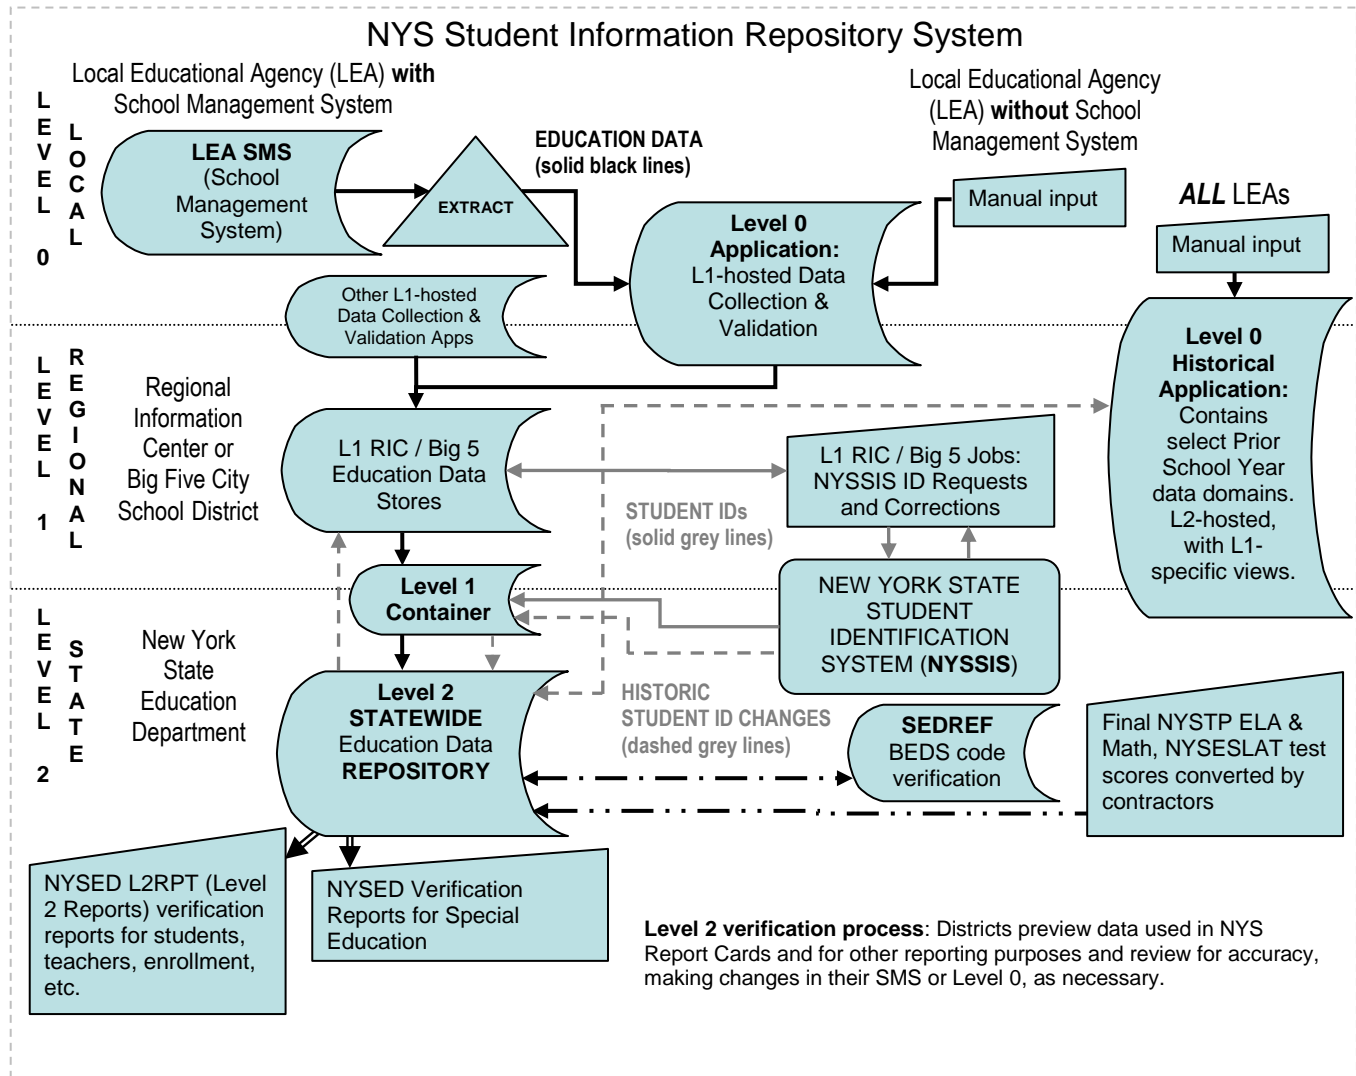 NYS Student Information Repository System
Local Educational Agency (LEA) with
School Management System
Local Educational Agency
(LEA) without School
Management System
LEVEL 0
LOCAL
LEA SMS
(School
Management
System)
EXTRACT
EDUCATION DATA
(solid black lines)
Level 0
Application:
L1-hosted Data
Collection &
Validation
Manual input
ALL LEAs
Manual input
Other L1-hosted
Data Collection &
Validation Apps
Level 0
Historical
Application:
Contains
select Prior
School Year
data domains.
L2-hosted,
with L1-
specific views.
LEVEL 1
REGIONAL
Regional
Information
Center or
Big Five City
School District
L1 RIC / Big 5
Education Data
Stores
L1 RIC / Big 5 Jobs:
NYSSIS ID Requests
and Corrections
STUDENT IDs
(solid grey lines)
Level 1
Container
NEW YORK STATE
STUDENT
IDENTIFICATION
SYSTEM (NYSSIS)
LEVEL 2
STATE
New York
State
Education
Department
Level 2
STATEWIDE
Education Data
REPOSITORY
HISTORIC
STUDENT ID CHANGES
(dashed grey lines)
SEDREF
BEDS code
verification
Final NYSTP ELA &
Math, NYSESLAT test
scores converted by
contractors
NYSED L2RPT (Level
2 Reports) verification
reports for students,
teachers, enrollment,
etc.
NYSED Verification
Reports for Special
Education
Level 2 verification process: Districts preview data used in NYS
Report Cards and for other reporting purposes and review for accuracy,
making changes in their SMS or Level 0, as necessary.